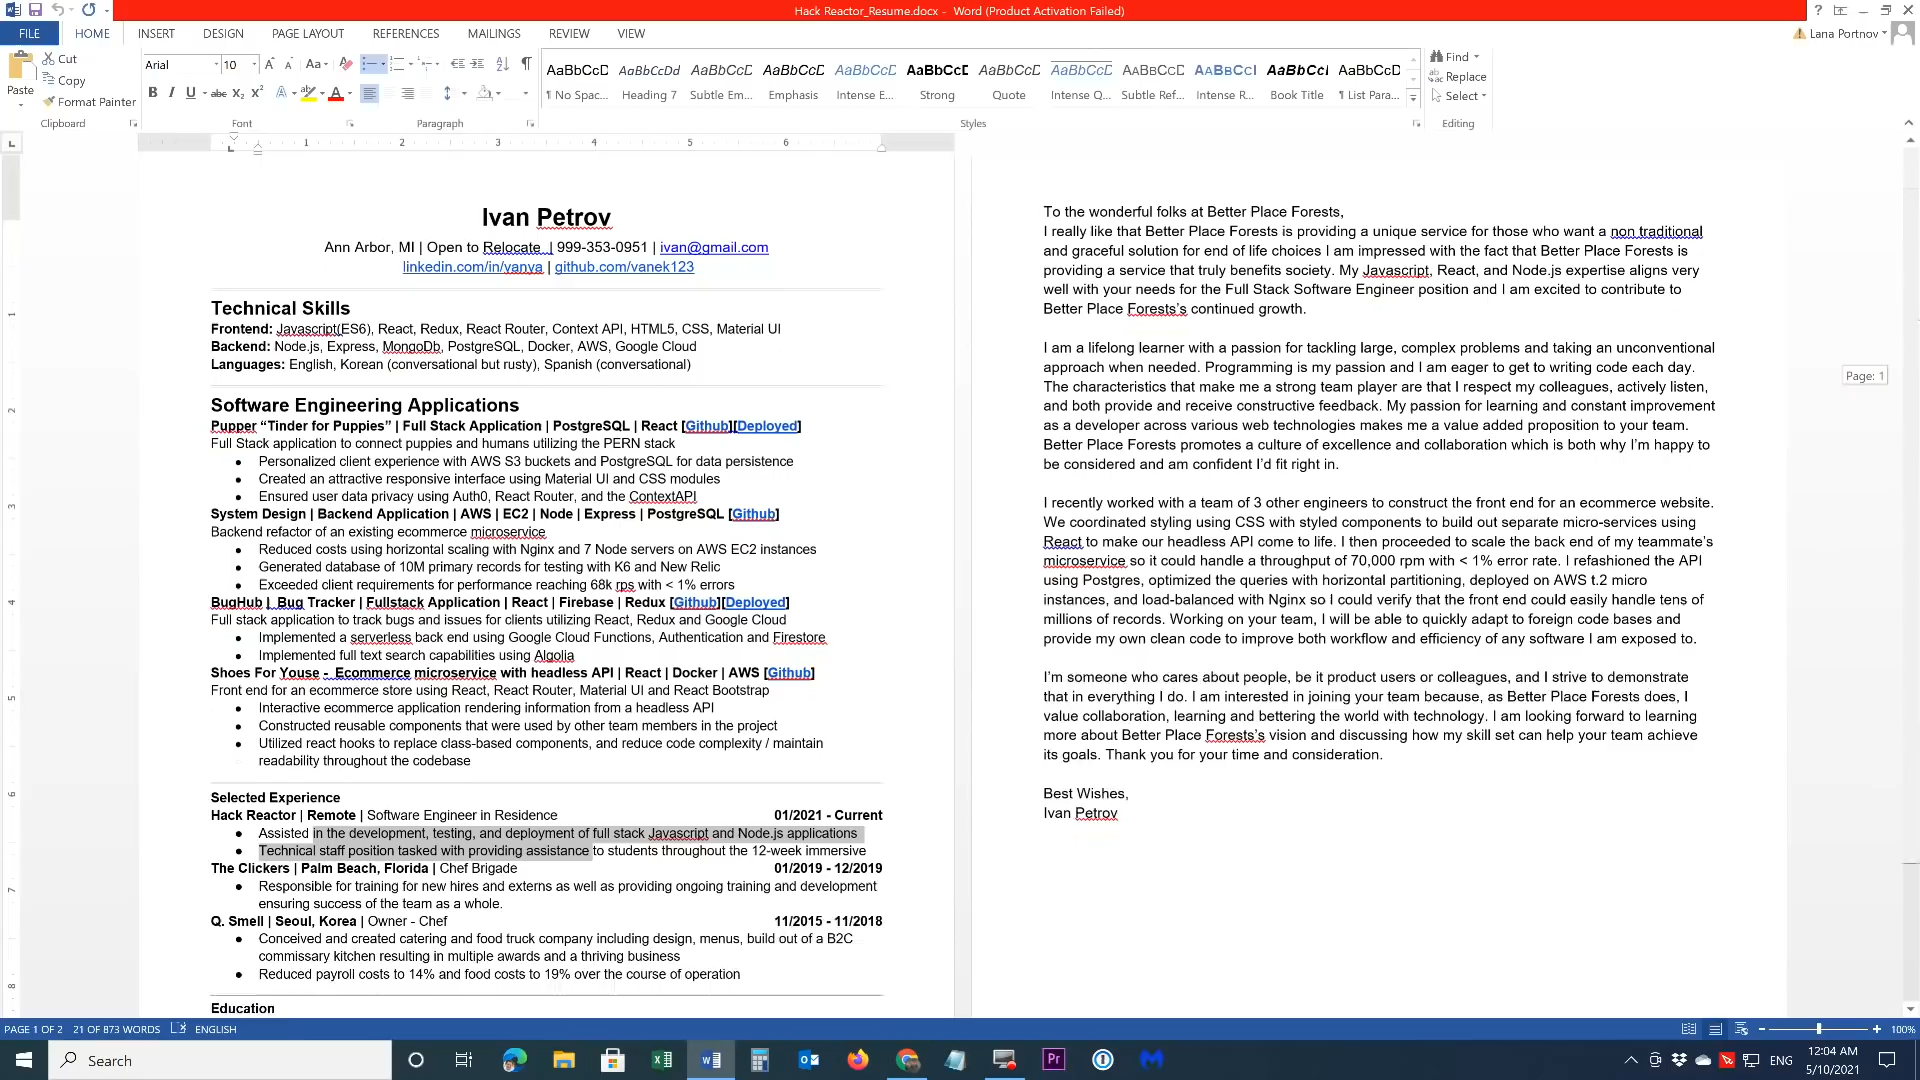 Hack Reactor_Resume.docx - Word (Product Activation Failed)
FILE HOME INSERT DESIGN PAGE LAYOUT REFERENCES MAILINGS REVIEW VIEW Lana Portnov
Paste
Cut
Copy
Format Painter
Clipboard
Arial 10
Font
Paragraph
AaBbCcD AaBbCcDd AaBbCcD AaBbCcD AaBbCcD AaBbCcD AaBbCcD AaBbCcD AaBbCcD AaBbCcI AaBbCcI AaBbCcD
¶ No Spac... Heading 7 Subtle Em... Emphasis Intense E... Strong Quote Intense Q... Subtle Ref... Intense R... Book Title ¶ List Para...
Styles
Find
Replace
Select
Editing
1 2 3 4 5 6
Ivan Petrov
Ann Arbor, MI | Open to Relocate | 999-353-0951 | ivan@gmail.com
linkedin.com/in/vanya | github.com/vanek123
Technical Skills
Frontend: Javascript(ES6), React, Redux, React Router, Context API, HTML5, CSS, Material UI
Backend: Node.js, Express, MongoDb, PostgreSQL, Docker, AWS, Google Cloud
Languages: English, Korean (conversational but rusty), Spanish (conversational)
Software Engineering Applications
Pupper “Tinder for Puppies” | Full Stack Application | PostgreSQL | React [Github][Deployed]
Full Stack application to connect puppies and humans utilizing the PERN stack
● Personalized client experience with AWS S3 buckets and PostgreSQL for data persistence
● Created an attractive responsive interface using Material UI and CSS modules
● Ensured user data privacy using Auth0, React Router, and the ContextAPI
System Design | Backend Application | AWS | EC2 | Node | Express | PostgreSQL [Github]
Backend refactor of an existing ecommerce microservice
● Reduced costs using horizontal scaling with Nginx and 7 Node servers on AWS EC2 instances
● Generated database of 10M primary records for testing with K6 and New Relic
● Exceeded client requirements for performance reaching 68k rps with < 1% errors
BugHub | Bug Tracker | Fullstack Application | React | Firebase | Redux [Github][Deployed]
Full stack application to track bugs and issues for clients utilizing React, Redux and Google Cloud
● Implemented a serverless back end using Google Cloud Functions, Authentication and Firestore
● Implemented full text search capabilities using Algolia
Shoes For Youse - Ecommerce microservice with headless API | React | Docker | AWS [Github]
Front end for an ecommerce store using React, React Router, Material UI and React Bootstrap
● Interactive ecommerce application rendering information from a headless API
● Constructed reusable components that were used by other team members in the project
● Utilized react hooks to replace class-based components, and reduce code complexity / maintain
readability throughout the codebase
Selected Experience
Hack Reactor | Remote | Software Engineer in Residence 01/2021 - Current
● Assisted in the development, testing, and deployment of full stack Javascript and Node.js applications
● Technical staff position tasked with providing assistance to students throughout the 12-week immersive
The Clickers | Palm Beach, Florida | Chef Brigade 01/2019 - 12/2019
● Responsible for training for new hires and externs as well as providing ongoing training and development
ensuring success of the team as a whole.
Q. Smell | Seoul, Korea | Owner - Chef 11/2015 - 11/2018
● Conceived and created catering and food truck company including design, menus, build out of a B2C
commissary kitchen resulting in multiple awards and a thriving business
● Reduced payroll costs to 14% and food costs to 19% over the course of operation
Education
To the wonderful folks at Better Place Forests,
I really like that Better Place Forests is providing a unique service for those who want a non traditional
and graceful solution for end of life choices I am impressed with the fact that Better Place Forests is
providing a service that truly benefits society. My Javascript, React, and Node.js expertise aligns very
well with your needs for the Full Stack Software Engineer position and I am excited to contribute to
Better Place Forests’s continued growth.
I am a lifelong learner with a passion for tackling large, complex problems and taking an unconventional
approach when needed. Programming is my passion and I am eager to get to writing code each day.
The characteristics that make me a strong team player are that I respect my colleagues, actively listen,
and both provide and receive constructive feedback. My passion for learning and constant improvement
as a developer across various web technologies makes me a value added proposition to your team.
Better Place Forests promotes a culture of excellence and collaboration which is both why I’m happy to
be considered and am confident I’d fit right in.
I recently worked with a team of 3 other engineers to construct the front end for an ecommerce website.
We coordinated styling using CSS with styled components to build out separate micro-services using
React to make our headless API come to life. I then proceeded to scale the back end of my teammate’s
microservice so it could handle a throughput of 70,000 rpm with < 1% error rate. I refashioned the API
using Postgres, optimized the queries with horizontal partitioning, deployed on AWS t.2 micro
instances, and load-balanced with Nginx so I could verify that the front end could easily handle tens of
millions of records. Working on your team, I will be able to quickly adapt to foreign code bases and
provide my own clean code to improve both workflow and efficiency of any software I am exposed to.
I’m someone who cares about people, be it product users or colleagues, and I strive to demonstrate
that in everything I do. I am interested in joining your team because, as Better Place Forests does, I
value collaboration, learning and bettering the world with technology. I am looking forward to learning
more about Better Place Forests’s vision and discussing how my skill set can help your team achieve
its goals. Thank you for your time and consideration.
Best Wishes,
Ivan Petrov
Page: 1
1
2
3
4
5
6
7
8
PAGE 1 OF 2 21 OF 873 WORDS ENGLISH 100%
Search
ENG
12:04 AM
5/10/2021